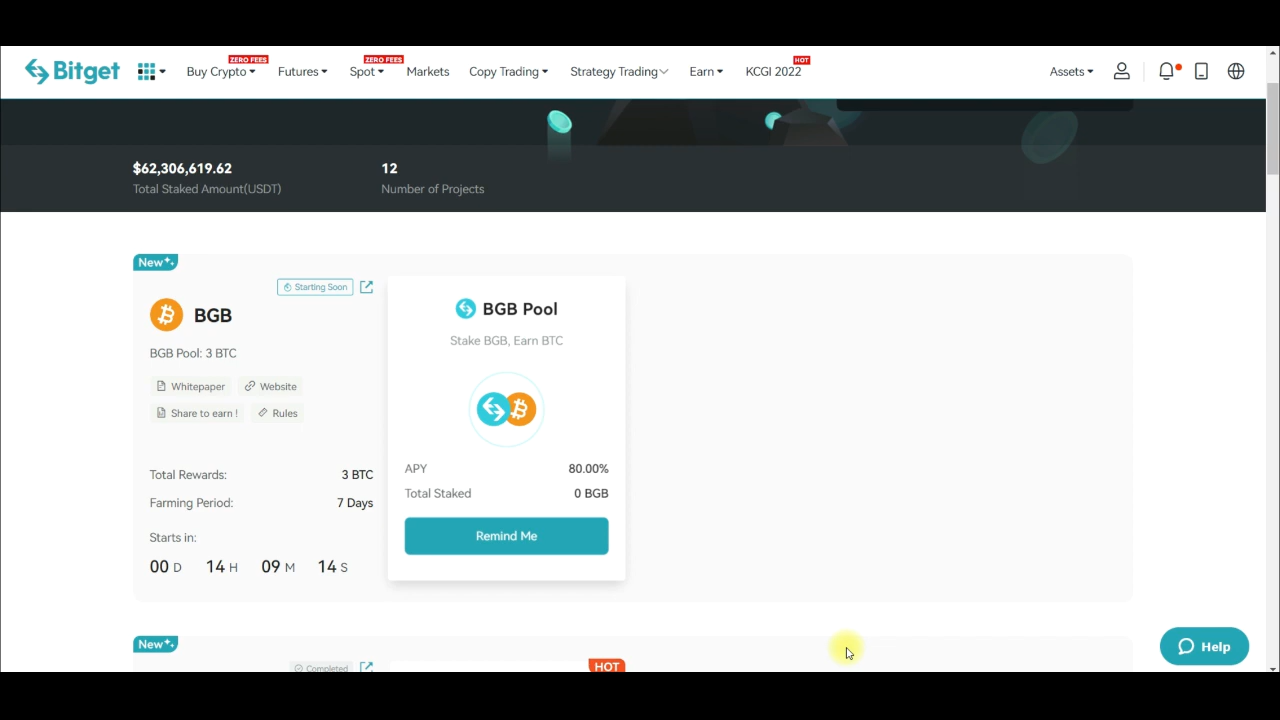 Bitget
Buy Crypto ZERO FEES
Futures
Spot ZERO FEES
Markets
Copy Trading
Strategy Trading
Earn
KCGI 2022 HOT
Assets
$62,306,619.62
Total Staked Amount(USDT)
12
Number of Projects
New
Starting Soon
BGB
BGB Pool: 3 BTC
Whitepaper
Website
Share to earn !
Rules
Total Rewards: 3 BTC
Farming Period: 7 Days
Starts in:
00 D 14 H 09 M 14 S
BGB Pool
Stake BGB, Earn BTC
APY 80.00%
Total Staked 0 BGB
Remind Me
New
Completed
HOT
Help